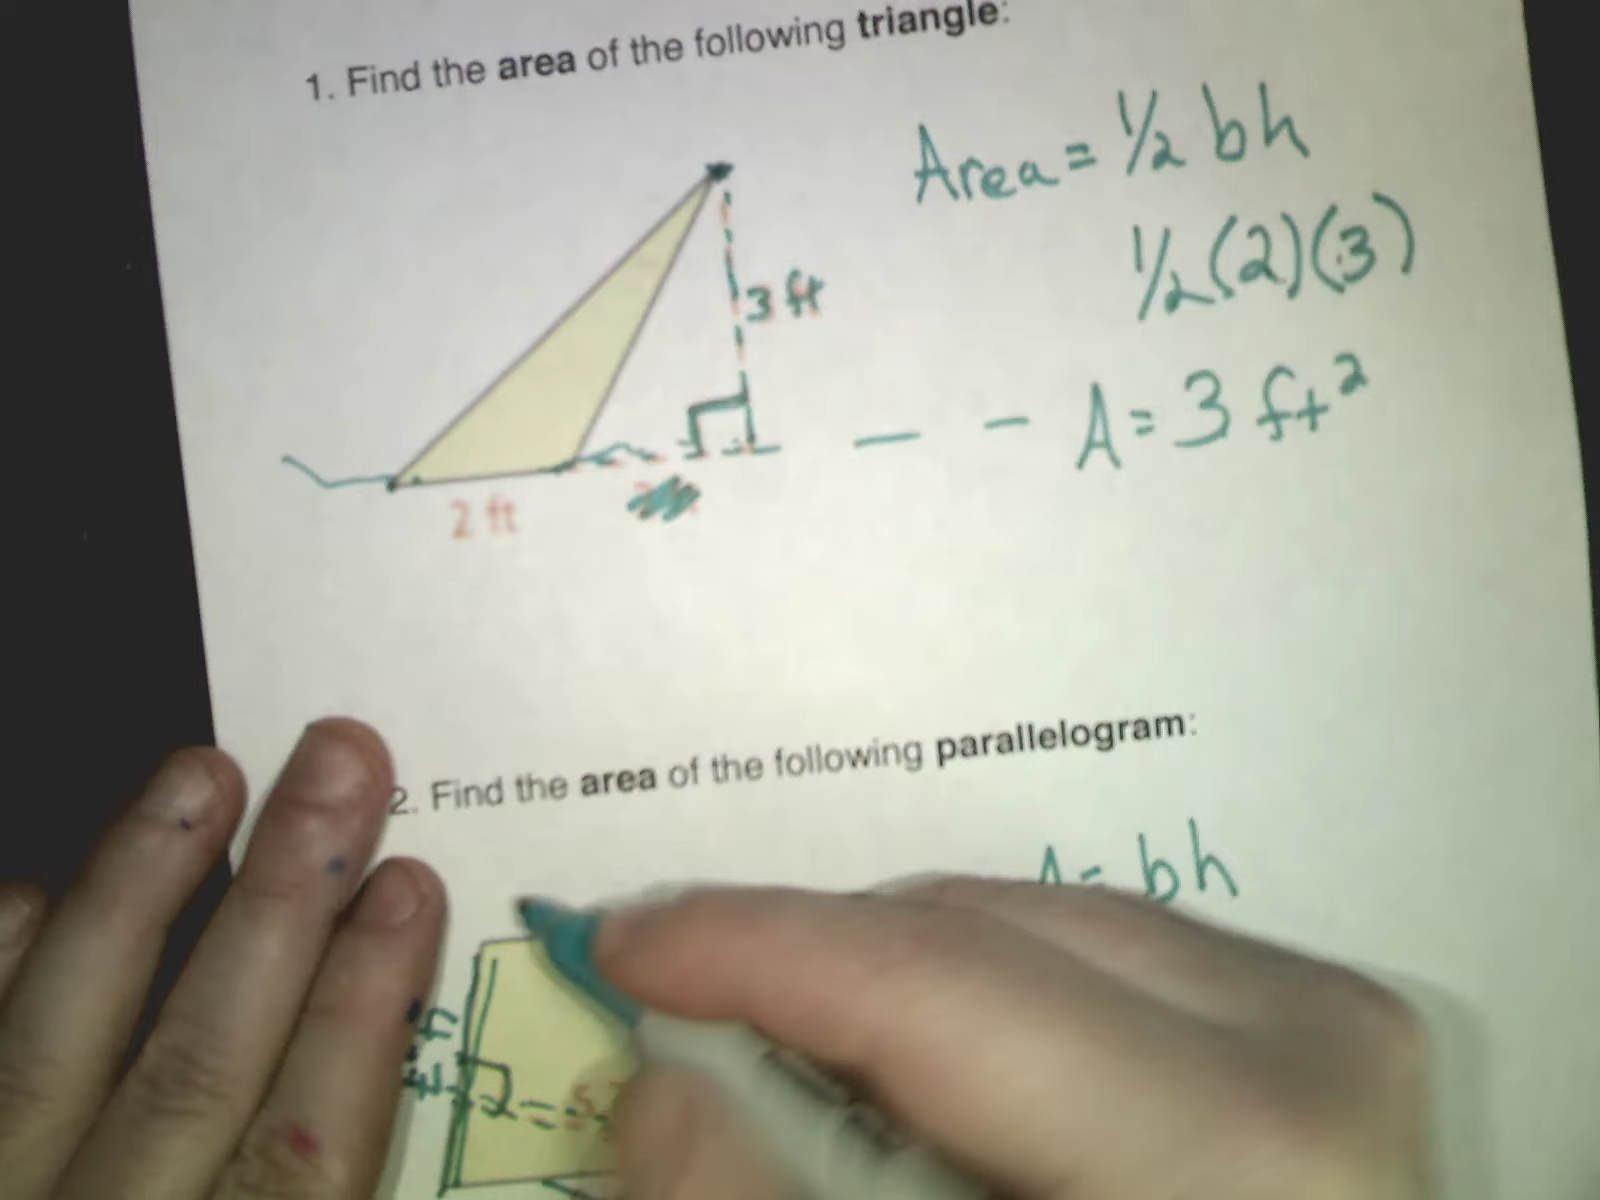 1. Find the area of the following triangle:
Area = 1/2 bh
1/2 (2)(3)
3 ft
A = 3 ft²
2 ft
2. Find the area of the following parallelogram:
A = bh